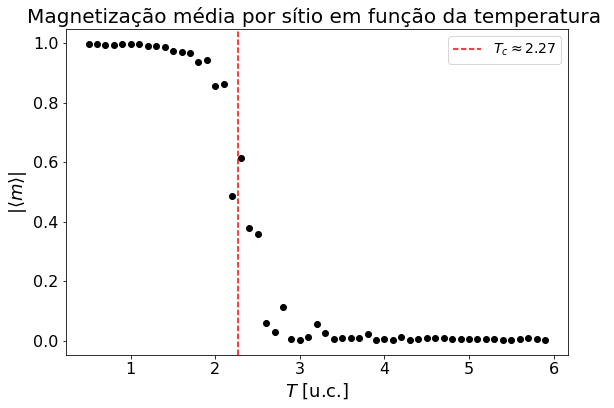 Magnetização média por sítio em função da temperatura
T_c ≈ 2.27
|⟨m⟩|
1.0
0.8
0.6
0.4
0.2
0.0
1 2 3 4 5 6
T [u.c.]